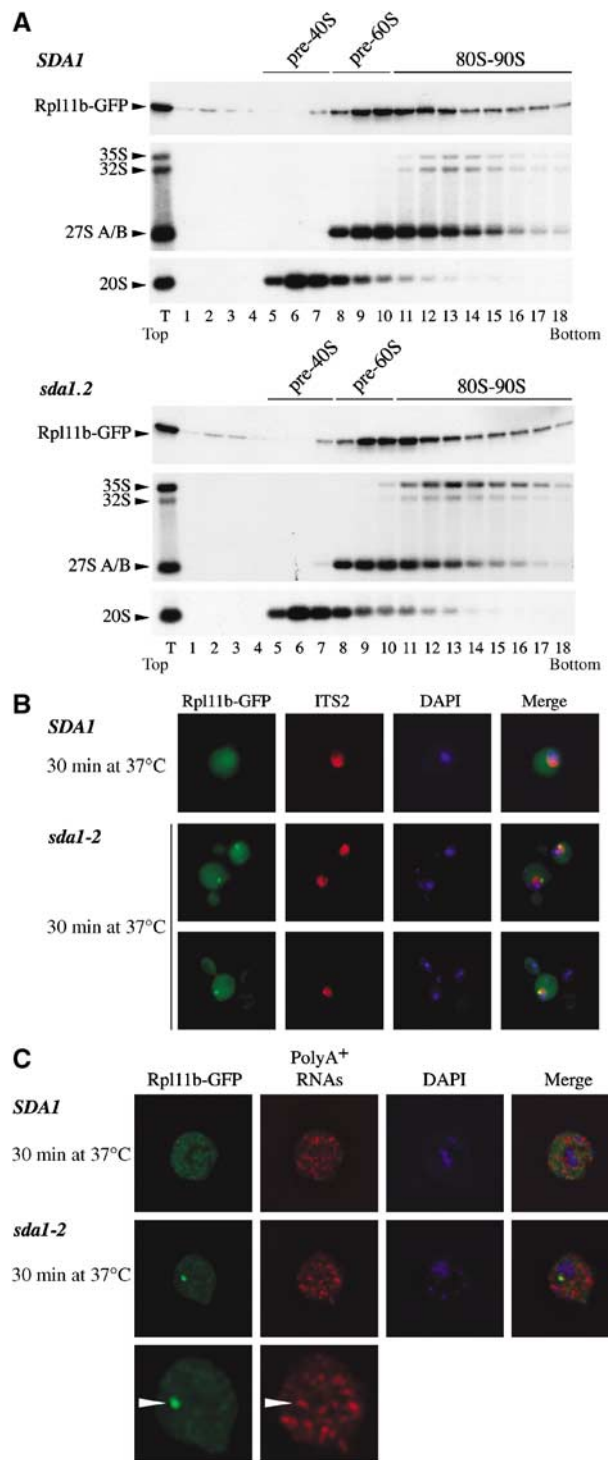 A
pre-40S pre-60S 80S-90S
SDA1
Rpl11b-GFP
35S
32S
27S A/B
20S
T 1 2 3 4 5 6 7 8 9 10 11 12 13 14 15 16 17 18
Top Bottom
pre-40S pre-60S 80S-90S
sda1.2
Rpl11b-GFP
35S
32S
27S A/B
20S
T 1 2 3 4 5 6 7 8 9 10 11 12 13 14 15 16 17 18
Top Bottom
B
Rpl11b-GFP ITS2 DAPI Merge
SDA1
30 min at 37°C
sda1-2
30 min at 37°C
C
Rpl11b-GFP PolyA+ RNAs DAPI Merge
SDA1
30 min at 37°C
sda1-2
30 min at 37°C